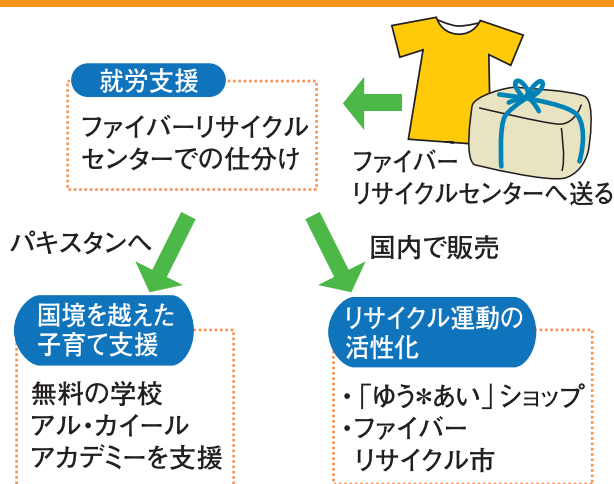 就労支援
ファイバーリサイクル
センターでの仕分け
ファイバー
リサイクルセンターへ送る
パキスタンへ
国内で販売
国境を越えた
子育て支援
無料の学校
アル・カイール
アカデミーを支援
リサイクル運動の
活性化
・「ゆう*あい」ショップ
・ファイバー
リサイクル市